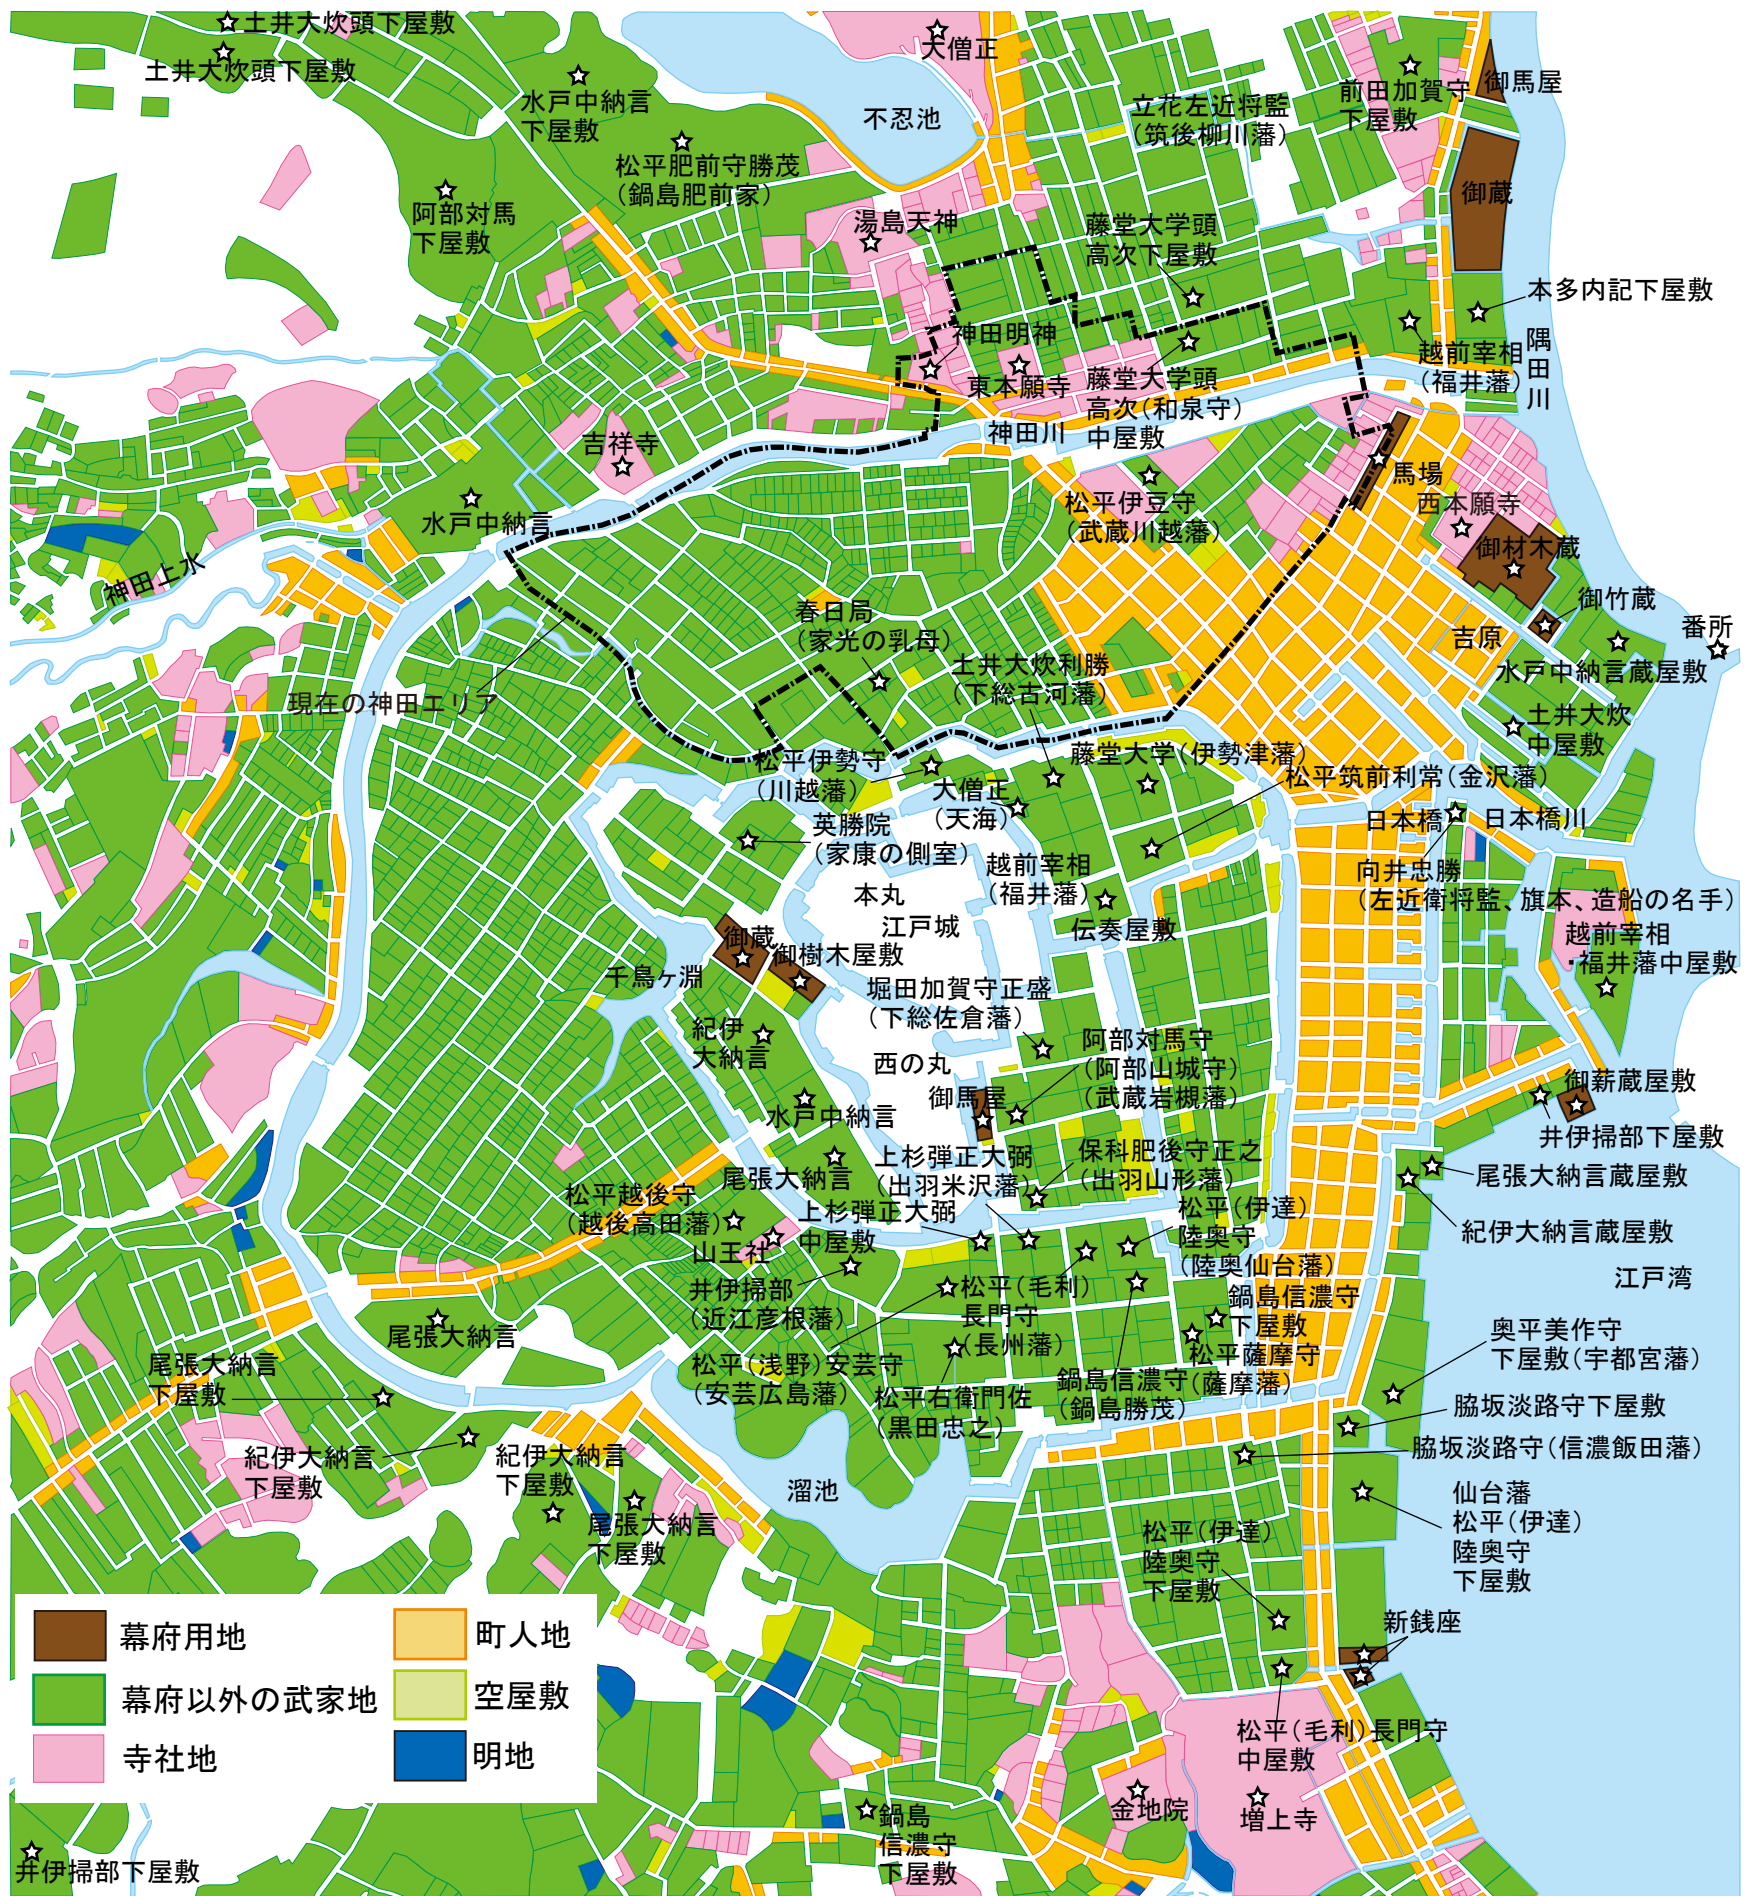 土井大炊頭下屋敷
土井大炊頭下屋敷
水戸中納言
下屋敷
松平肥前守勝茂
(鍋島肥前家)
阿部対馬
下屋敷
不忍池
大僧正
立花左近将監
(筑後柳川藩)
前田加賀守
下屋敷
御馬屋
御蔵
湯島天神
藤堂大学頭
高次下屋敷
本多内記下屋敷
隅田川
越前宰相
(福井藩)
神田明神
東本願寺
藤堂大学頭
高次(和泉守)
中屋敷
神田川
吉祥寺
水戸中納言
神田上水
松平伊豆守
(武蔵川越藩)
馬場
西本願寺
御材木蔵
御竹蔵
番所
吉原
水戸中納言蔵屋敷
土井大炊
中屋敷
春日局
(家光の乳母)
土井大炊利勝
(下総古河藩)
現在の神田エリア
松平伊勢守
(川越藩)
大僧正
(天海)
藤堂大学(伊勢津藩)
松平筑前利常(金沢藩)
日本橋
日本橋川
英勝院
(家康の側室)
越前宰相
(福井藩)
向井忠勝
(左近衛将監、旗本、造船の名手)
本丸
江戸城
伝奏屋敷
越前宰相
・福井藩中屋敷
御蔵
御樹木屋敷
千鳥ヶ淵
堀田加賀守正盛
(下総佐倉藩)
紀伊
大納言
西の丸
阿部対馬守
(阿部山城守)
(武蔵岩槻藩)
御馬屋
御薪蔵屋敷
水戸中納言
井伊掃部下屋敷
尾張大納言
上杉弾正大弼
(出羽米沢藩)
保科肥後守正之
(出羽山形藩)
尾張大納言蔵屋敷
松平越後守
(越後高田藩)
上杉弾正大弼
中屋敷
松平(伊達)
陸奥守
(陸奥仙台藩)
紀伊大納言蔵屋敷
山王社
井伊掃部
(近江彦根藩)
松平(毛利)
長門守
(長州藩)
江戸湾
鍋島信濃守
下屋敷
尾張大納言
奥平美作守
下屋敷(宇都宮藩)
尾張大納言
下屋敷
松平(浅野)安芸守
(安芸広島藩)
松平右衛門佐
(黒田忠之)
鍋島信濃守
(鍋島勝茂)
松平薩摩守
(薩摩藩)
脇坂淡路守下屋敷
脇坂淡路守(信濃飯田藩)
紀伊大納言
下屋敷
紀伊大納言
下屋敷
溜池
尾張大納言
下屋敷
仙台藩
松平(伊達)
陸奥守
下屋敷
松平(伊達)
陸奥守
下屋敷
新銭座
松平(毛利)長門守
中屋敷
金地院
増上寺
鍋島
信濃守
下屋敷
井伊掃部下屋敷
幕府用地
幕府以外の武家地
寺社地
町人地
空屋敷
明地